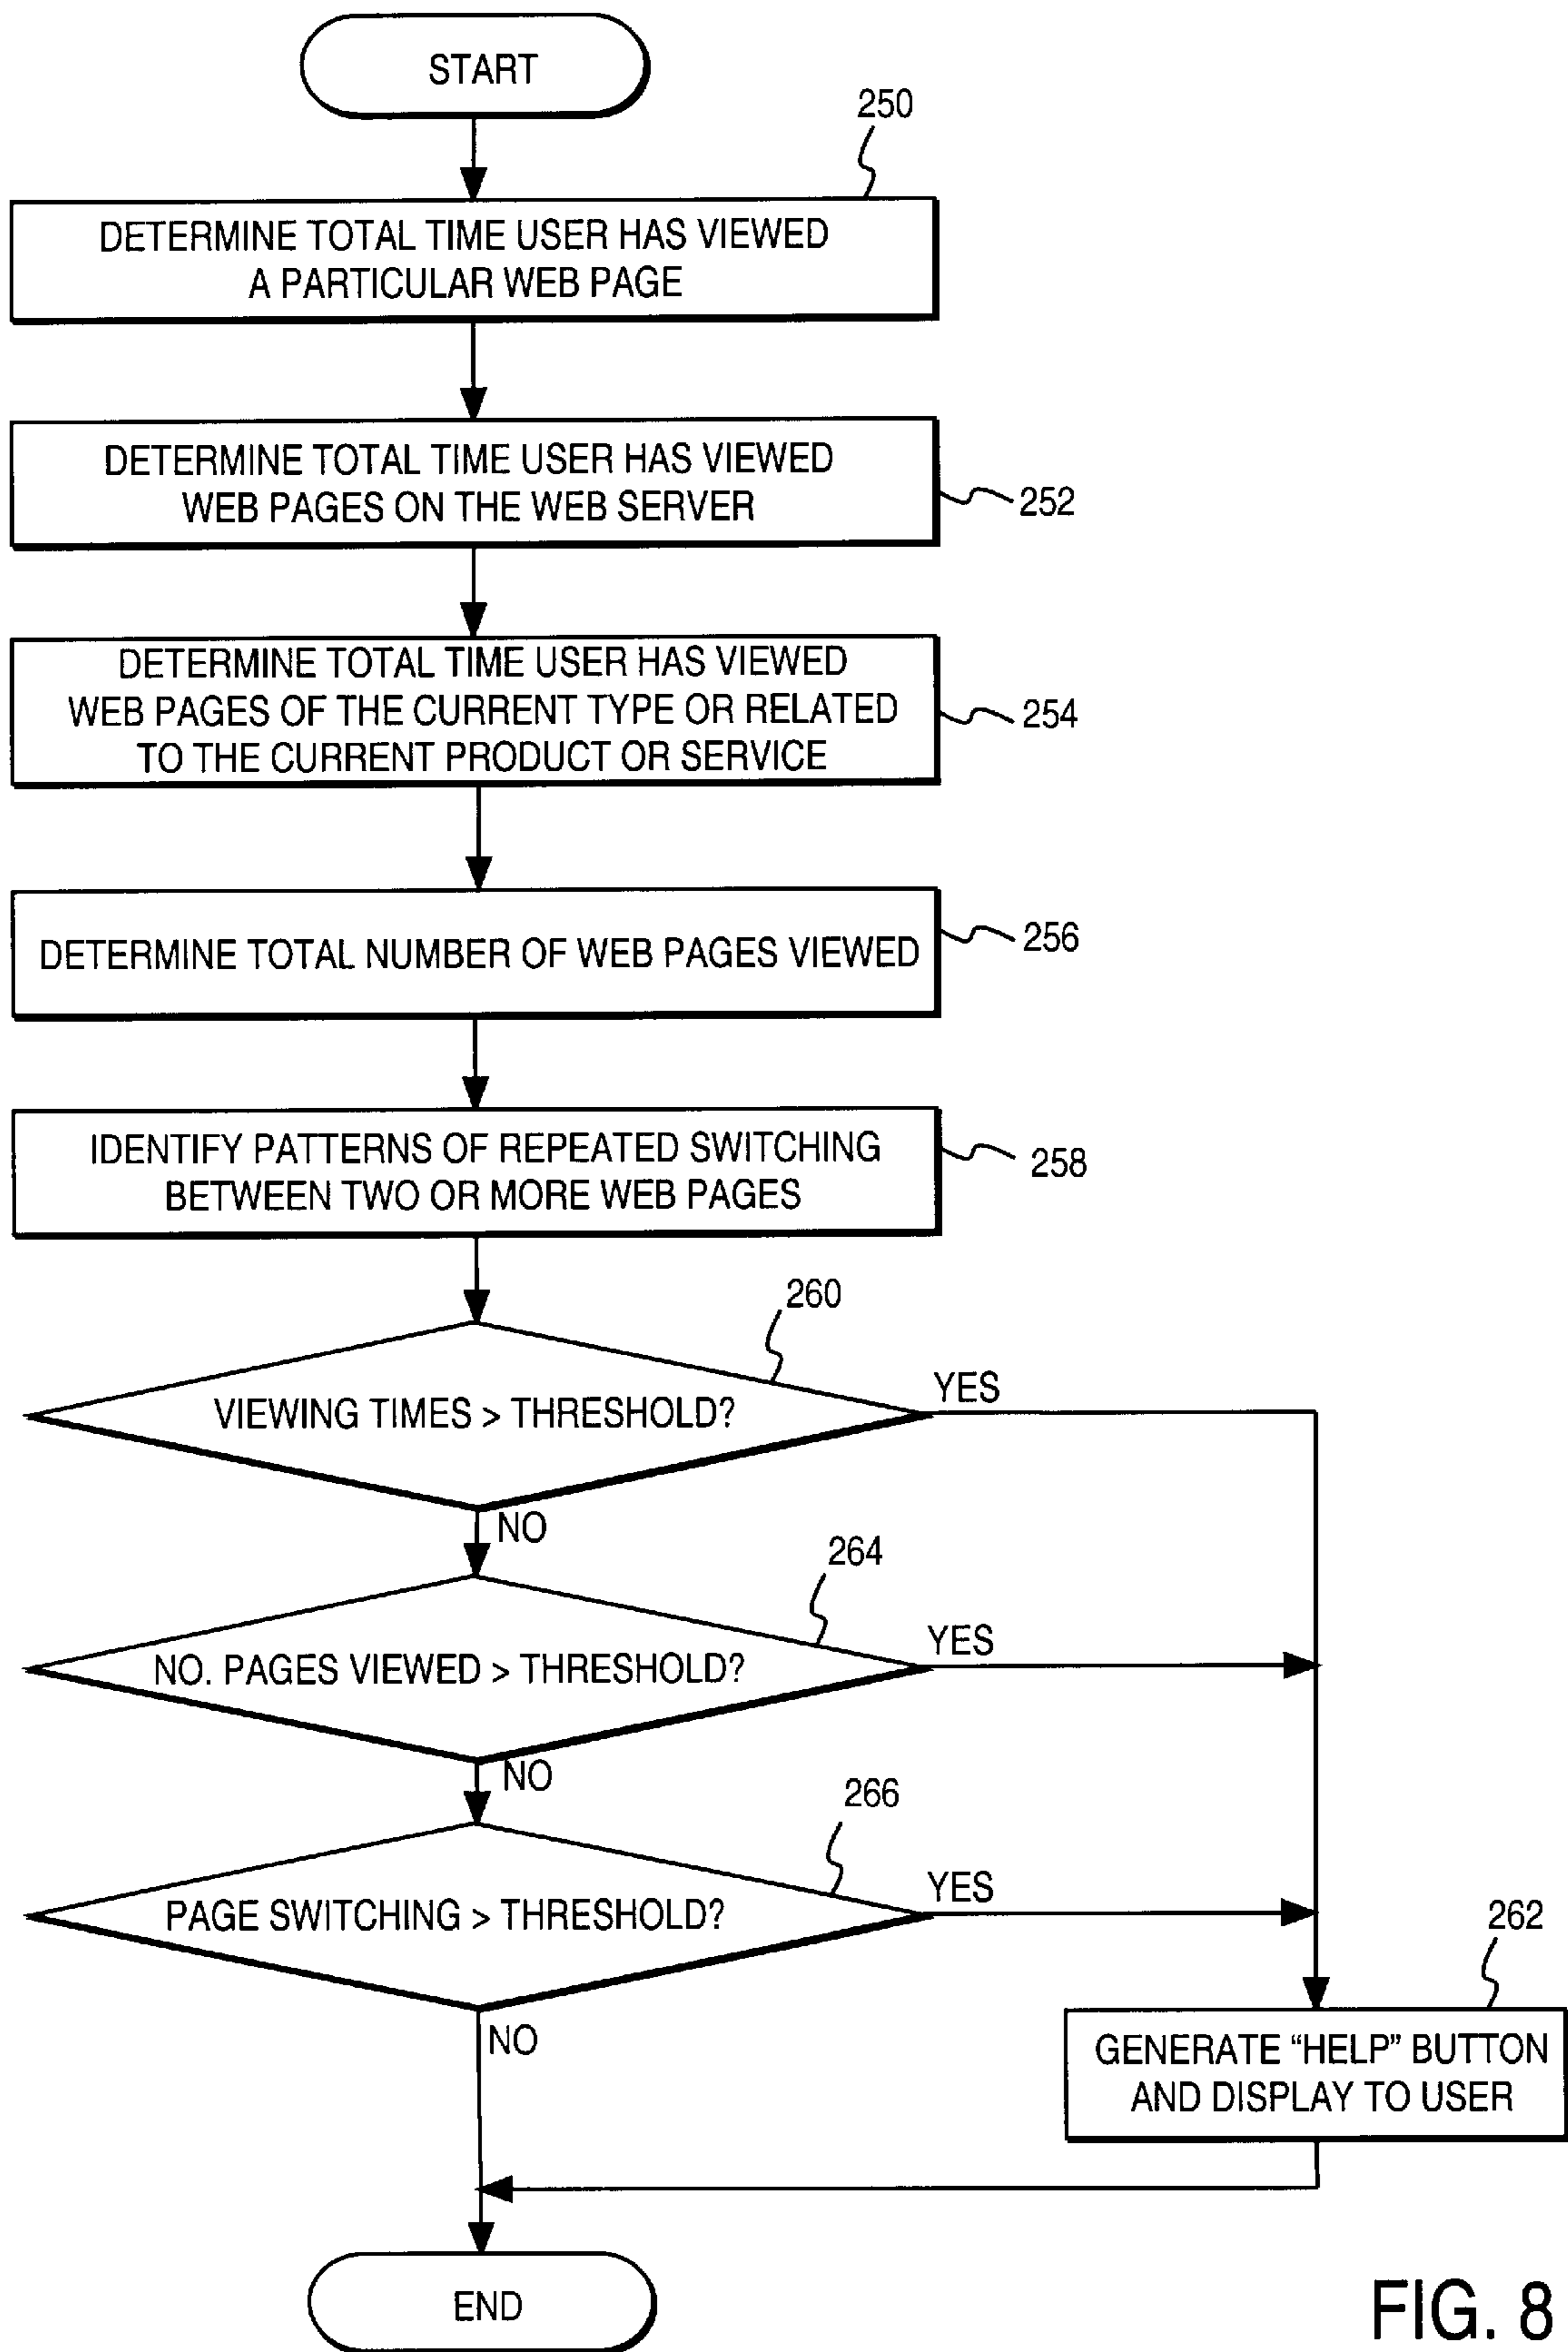 START
250
DETERMINE TOTAL TIME USER HAS VIEWED
A PARTICULAR WEB PAGE
DETERMINE TOTAL TIME USER HAS VIEWED
WEB PAGES ON THE WEB SERVER
252
DETERMINE TOTAL TIME USER HAS VIEWED
WEB PAGES OF THE CURRENT TYPE OR RELATED
TO THE CURRENT PRODUCT OR SERVICE
254
DETERMINE TOTAL NUMBER OF WEB PAGES VIEWED
256
IDENTIFY PATTERNS OF REPEATED SWITCHING
BETWEEN TWO OR MORE WEB PAGES
258
260
VIEWING TIMES > THRESHOLD?
YES
NO
264
NO. PAGES VIEWED > THRESHOLD?
YES
NO
266
PAGE SWITCHING > THRESHOLD?
YES
NO
262
GENERATE “HELP” BUTTON
AND DISPLAY TO USER
END
FIG. 8